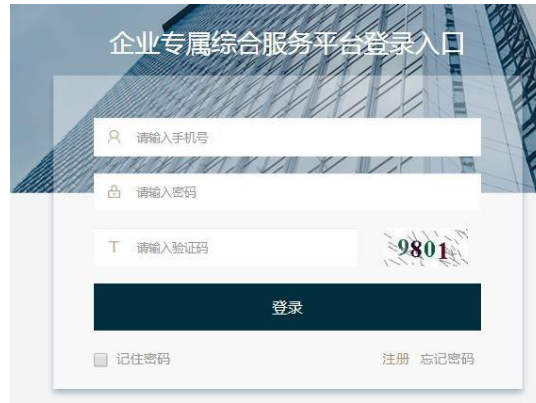 企业专属综合服务平台登录入口
请输入手机号
请输入密码
T 请输入验证码
9801
登录
记住密码
注册 忘记密码